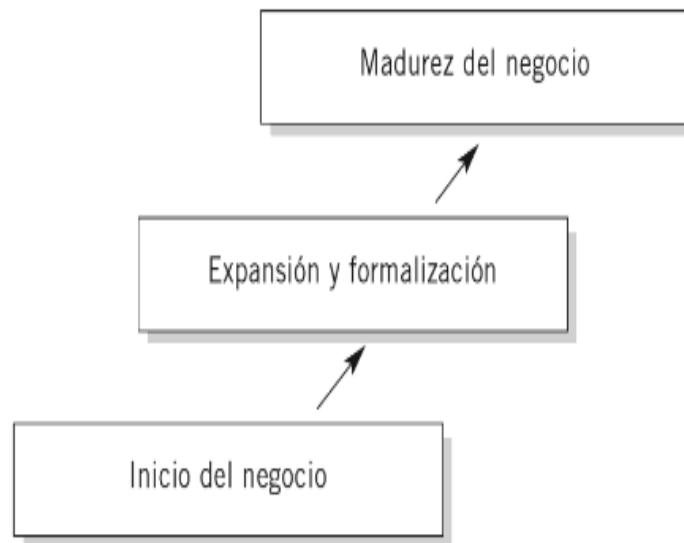 Madurez del negocio
Expansión y formalización
Inicio del negocio